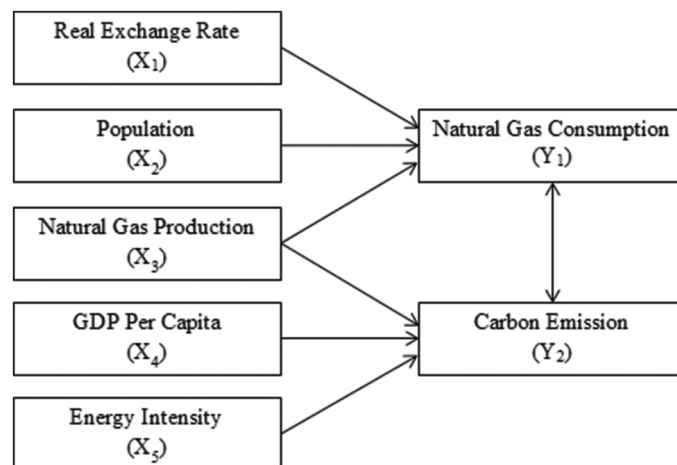 Real Exchange Rate
(X₁)
Population
(X₂)
Natural Gas Production
(X₃)
GDP Per Capita
(X₄)
Energy Intensity
(X₅)
Natural Gas Consumption
(Y₁)
Carbon Emission
(Y₂)